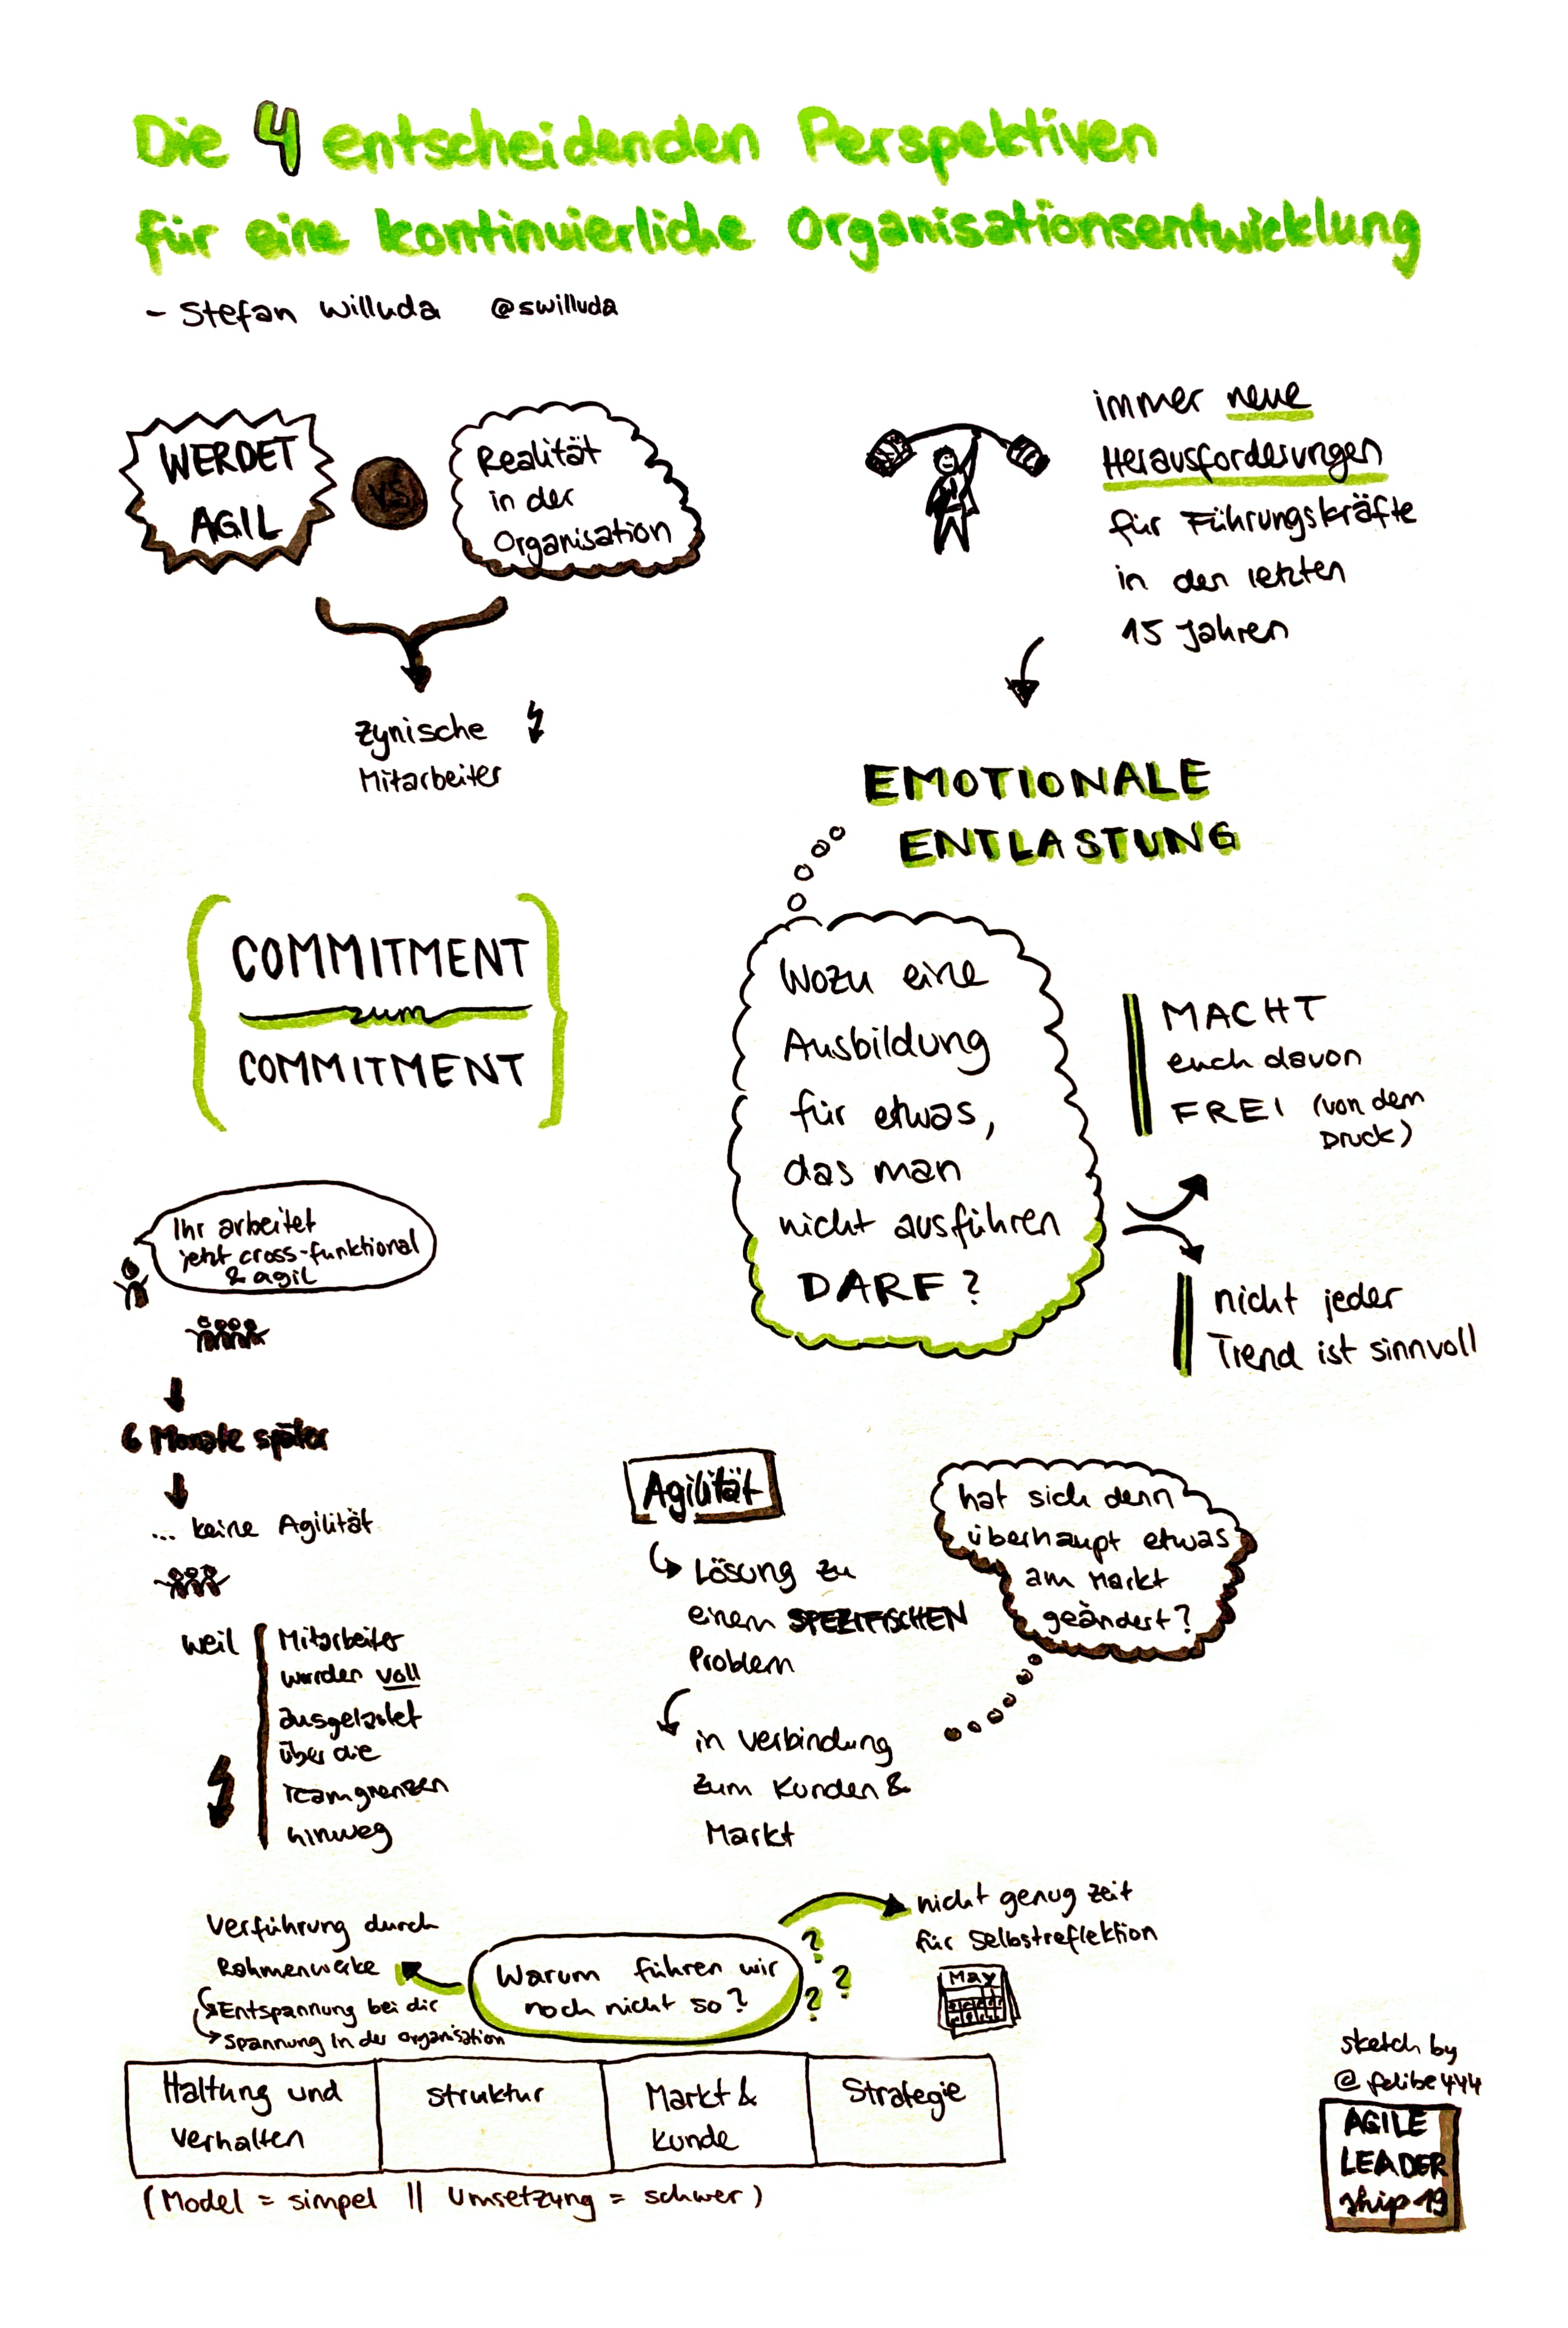 Die 4 entscheidenden Perspektiven
für eine kontinuierliche Organisationsentwicklung
- Stefan Willuda @swilluda
WERDET
AGIL
VS
Realität
in der
Organisation
zynische
Mitarbeiter
immer neue
Herausforderungen
für Führungskräfte
in den letzten
15 Jahren
EMOTIONALE
ENTLASTUNG
COMMITMENT
zum
COMMITMENT
Wozu eine
Ausbildung
für etwas,
das man
nicht ausführen
DARF?
MACHT
euch davon
FREI (von dem
Druck)
nicht jeder
Trend ist sinnvoll
Ihr arbeitet
jetzt cross-funktional
& agil
6 Monate später
... keine Agilität
weil
Mitarbeiter
werden voll
ausgelastet
über die
Teamgrenzen
hinweg
Agilität
Lösung zu
einem SPEZIFISCHEN
Problem
in Verbindung
zum Kunden &
Markt
hat sich denn
überhaupt etwas
am Markt
geändert?
Verführung durch
Rahmenwerke
Entspannung bei dir
Spannung in der Organisation
Warum führen wir
noch nicht so?
? ? ?
nicht genug Zeit
für Selbstreflektion
May
Haltung und
Verhalten
Struktur
Markt &
Kunde
Strategie
(Model = simpel || Umsetzung = schwer)
sketch by
@felibe444
AGILE
LEADER
ship 19